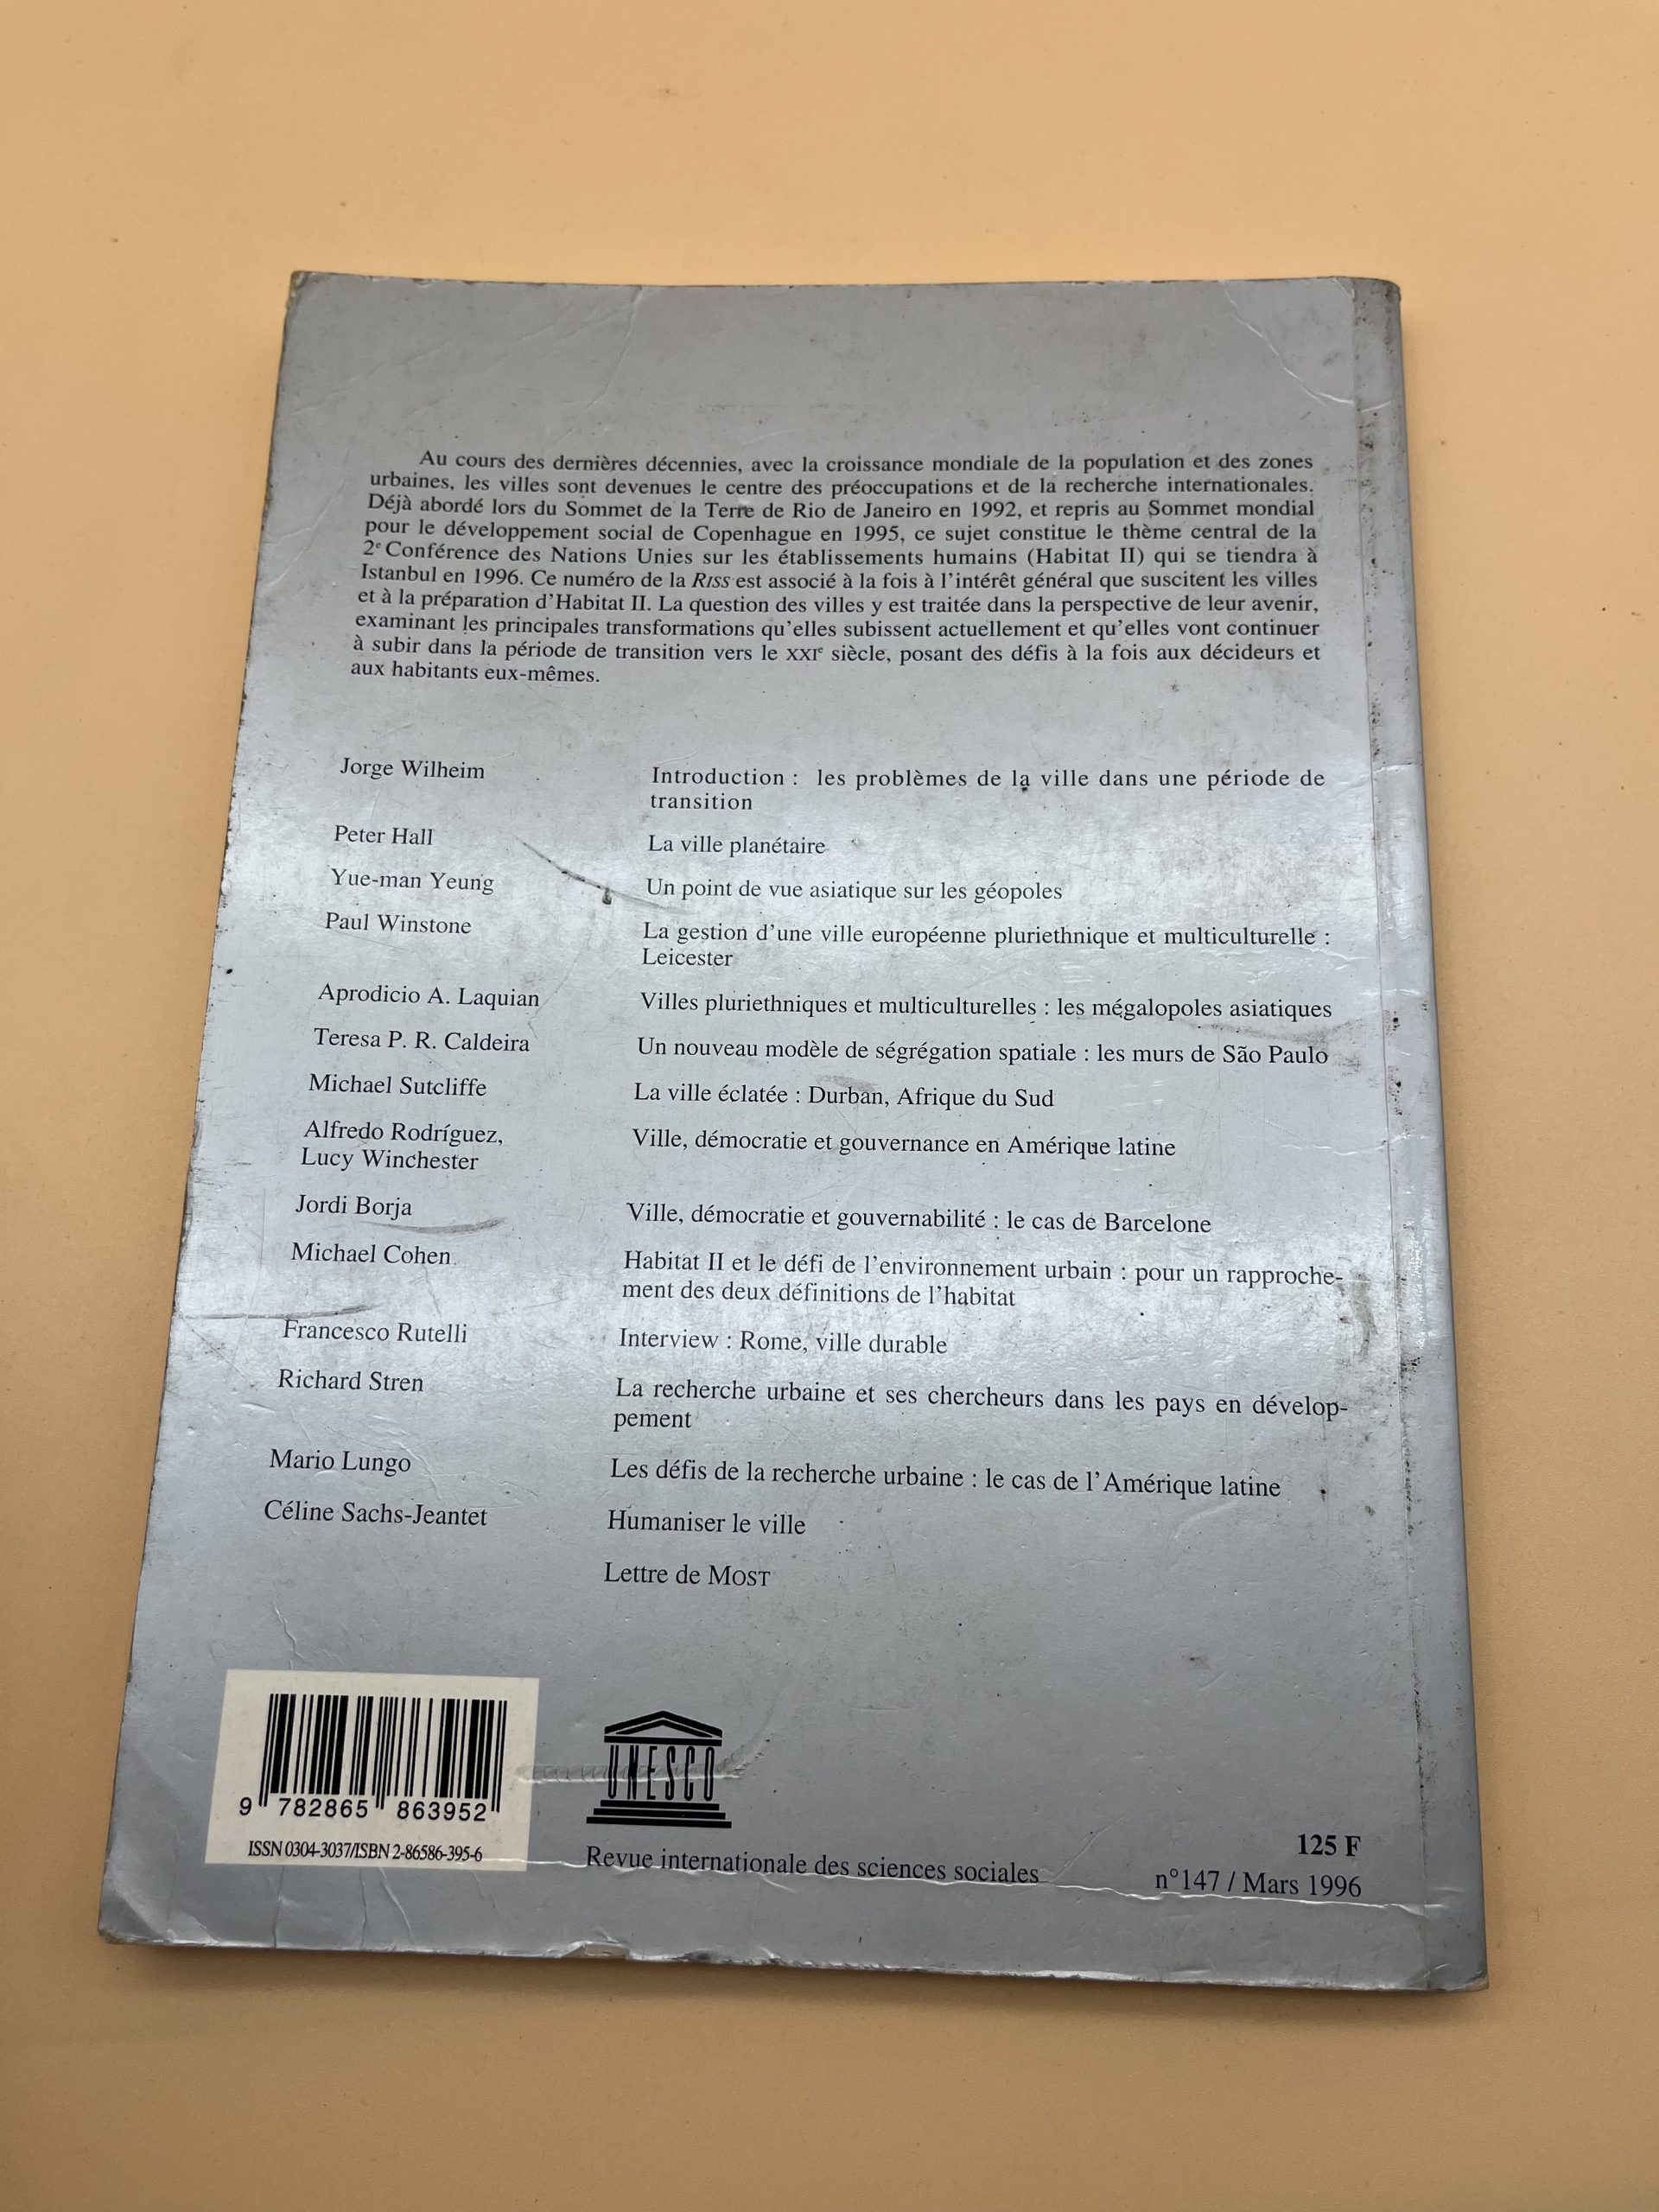 Au cours des dernières décennies, avec la croissance mondiale de la population et des zones
urbaines, les villes sont devenues le centre des préoccupations et de la recherche internationales.
Déjà abordé lors du Sommet de la Terre de Rio de Janeiro en 1992, et repris au Sommet mondial
pour le développement social de Copenhague en 1995, ce sujet constitue le thème central de la
2e Conférence des Nations Unies sur les établissements humains (Habitat II) qui se tiendra à
Istanbul en 1996. Ce numéro de la RISS est associé à la fois à l'intérêt général que suscitent les villes
et à la préparation d'Habitat II. La question des villes y est traitée dans la perspective de leur avenir,
examinant les principales transformations qu'elles subissent actuellement et qu'elles vont continuer
à subir dans la période de transition vers le XXIe siècle, posant des défis à la fois aux décideurs et
aux habitants eux-mêmes.
Jorge Wilheim
Introduction : les problèmes de la ville dans une période de
transition
Peter Hall
La ville planétaire
Yue-man Yeung
Un point de vue asiatique sur les géopoles
Paul Winstone
La gestion d'une ville européenne pluriethnique et multiculturelle :
Leicester
Aprodicio A. Laquian
Villes pluriethniques et multiculturelles : les mégalopoles asiatiques
Teresa P. R. Caldeira
Un nouveau modèle de ségrégation spatiale : les murs de São Paulo
Michael Sutcliffe
La ville éclatée : Durban, Afrique du Sud
Alfredo Rodríguez,
Lucy Winchester
Ville, démocratie et gouvernance en Amérique latine
Jordi Borja
Ville, démocratie et gouvernabilité : le cas de Barcelone
Michael Cohen
Habitat II et le défi de l'environnement urbain : pour un rapproche-
ment des deux définitions de l'habitat
Francesco Rutelli
Interview : Rome, ville durable
Richard Stren
La recherche urbaine et ses chercheurs dans les pays en dévelop-
pement
Mario Lungo
Les défis de la recherche urbaine : le cas de l'Amérique latine
Céline Sachs-Jeantet
Humaniser le ville
Lettre de MOST
9 782865 863952
ISSN 0304-3037/ISBN 2-86586-395-6
UNESCO
Revue internationale des sciences sociales
125 F
n°147 / Mars 1996